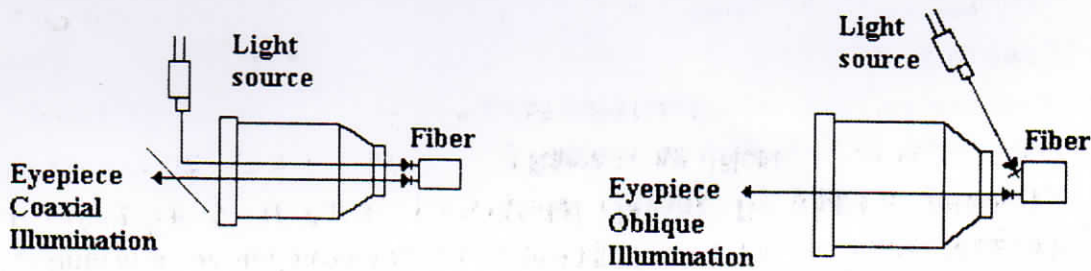 Light
source
Fiber
Eyepiece
Coaxial
Illumination
Light
source
Fiber
Eyepiece
Oblique
Illumination